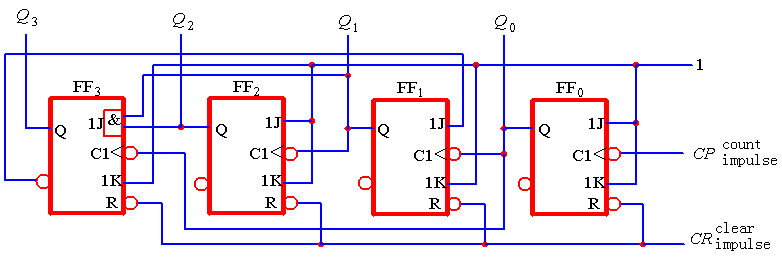 Q3 Q2 Q1 Q0
1
FF3 FF2 FF1 FF0
1J & 1J 1J 1J
Q Q Q Q
C1 C1 C1 C1
CP count impulse
1K 1K 1K 1K
R R R R
CR clear impulse